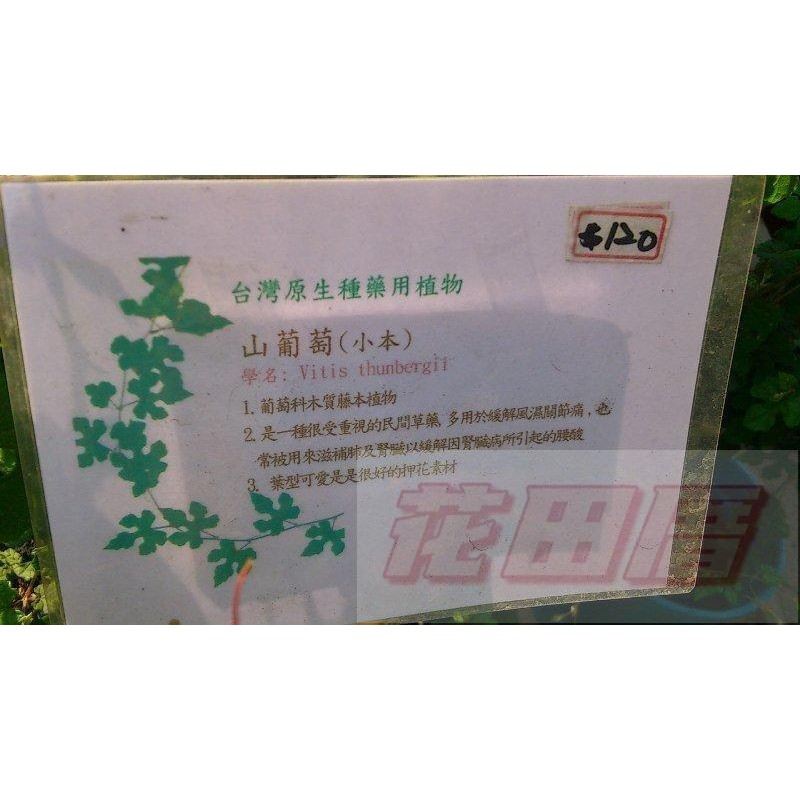 $120
台灣原生種藥用植物
山葡萄(小本)
學名: Vitis thunbergii
1. 葡萄科木質藤本植物
2. 是一種很受重視的民間草藥, 多用於緩解風濕關節痛, 也
常被用來滋補肺及腎臟以緩解因腎臟病所引起的腰酸
3. 葉型可愛是是很好的押花素材
花田厝